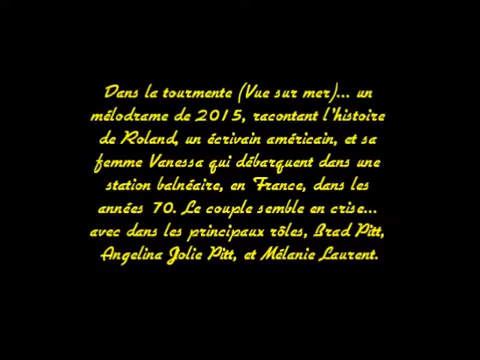 Dans la tourmente (Vue sur mer)... un
mélodrame de 2015, racontant l'histoire
de Roland, un écrivain américain, et sa
femme Vanessa qui débarquent dans une
station balnéaire, en France, dans les
années 70. Le couple semble en crise...
avec dans les principaux rôles, Brad Pitt,
Angelina Jolie Pitt, et Mélanie Laurent.